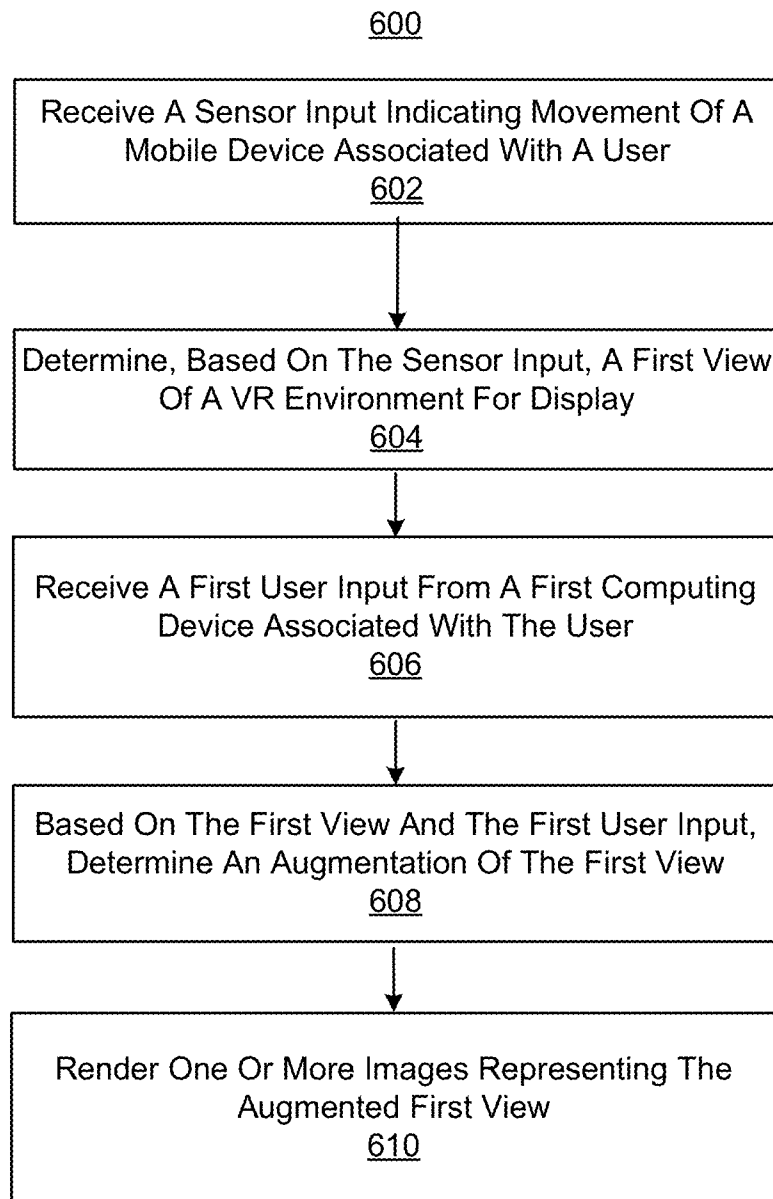 600
Receive A Sensor Input Indicating Movement Of A
Mobile Device Associated With A User
602
Determine, Based On The Sensor Input, A First View
Of A VR Environment For Display
604
Receive A First User Input From A First Computing
Device Associated With The User
606
Based On The First View And The First User Input,
Determine An Augmentation Of The First View
608
Render One Or More Images Representing The
Augmented First View
610